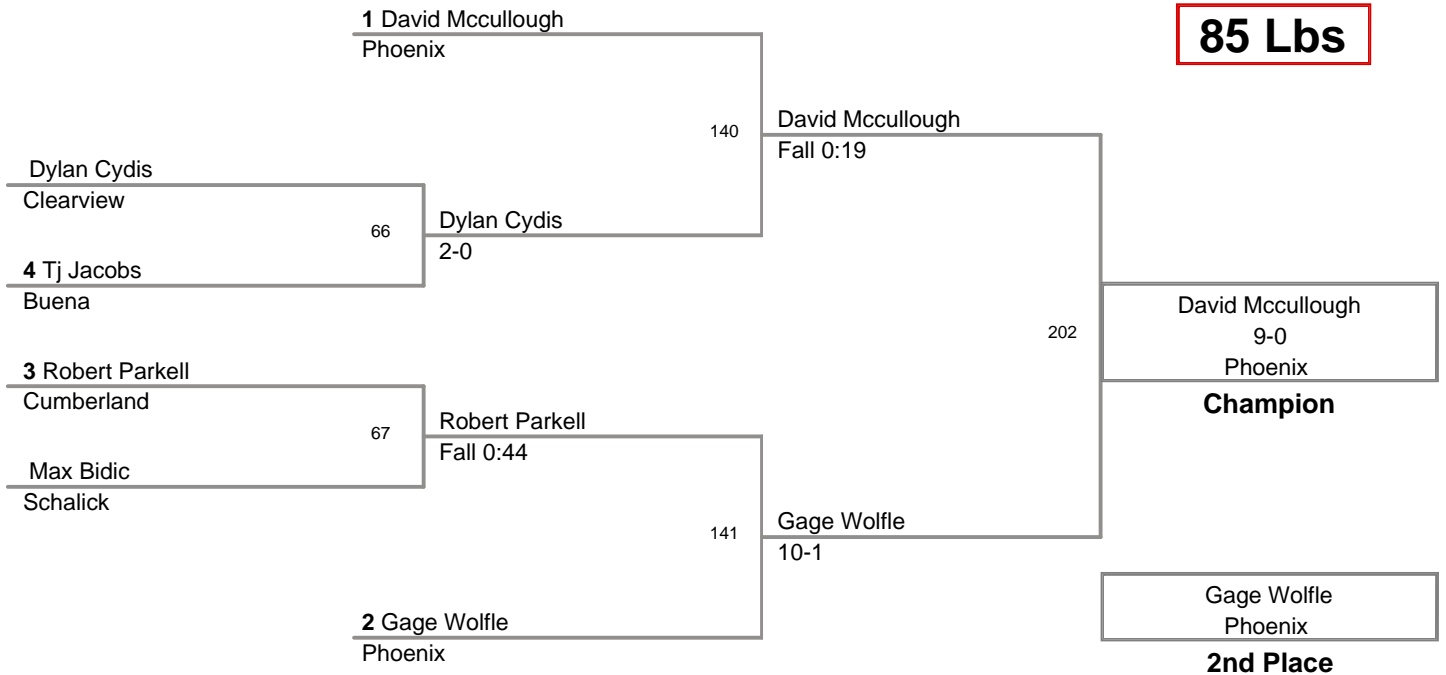 1 David Mccullough
Phoenix
85 Lbs
140
David Mccullough
Fall 0:19
Dylan Cydis
Clearview
66
Dylan Cydis
2-0
4 Tj Jacobs
Buena
202
David Mccullough
9-0
Phoenix
Champion
3 Robert Parkell
Cumberland
67
Robert Parkell
Fall 0:44
Max Bidic
Schalick
141
Gage Wolfle
10-1
2 Gage Wolfle
Phoenix
Gage Wolfle
Phoenix
2nd Place